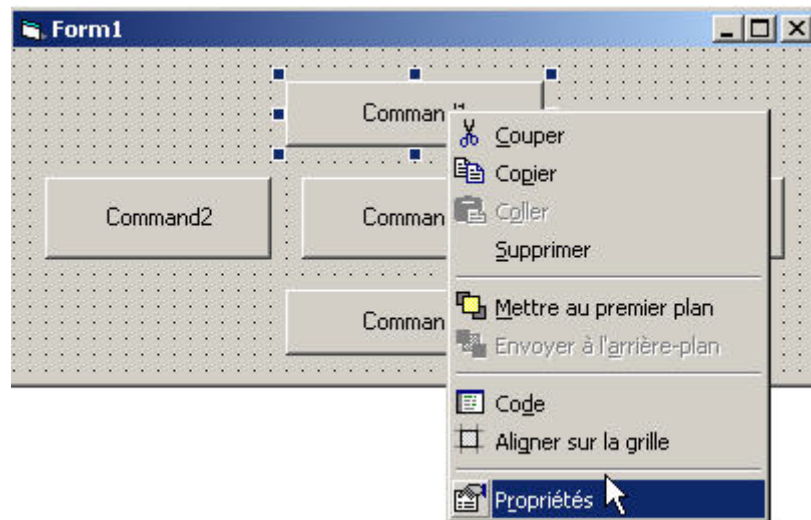 Form1
Command1
Couper
Copier
Coller
Supprimer
Command2
Comman
Mettre au premier plan
Envoyer à l'arrière-plan
Comman
Code
Aligner sur la grille
Propriétés